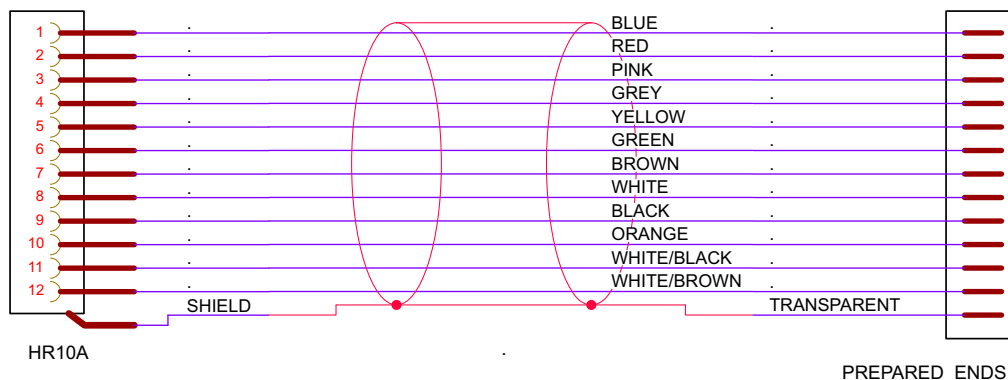 1 BLUE
2 RED
3 PINK
4 GREY
5 YELLOW
6 GREEN
7 BROWN
8 WHITE
9 BLACK
10 ORANGE
11 WHITE/BLACK
12 WHITE/BROWN
SHIELD TRANSPARENT
HR10A
PREPARED ENDS